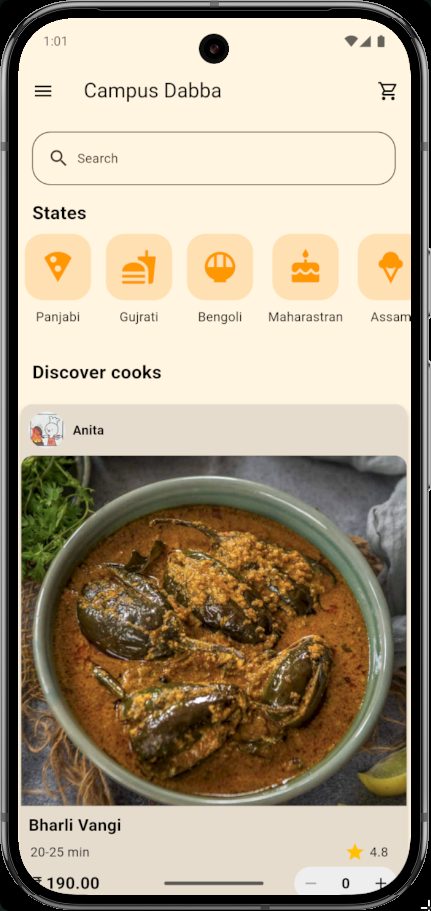 1:01
Campus Dabba
Search
States
Panjabi
Gujrati
Bengoli
Maharastran
Assam
Discover cooks
Anita
Bharli Vangi
20-25 min
4.8
₹ 190.00
0